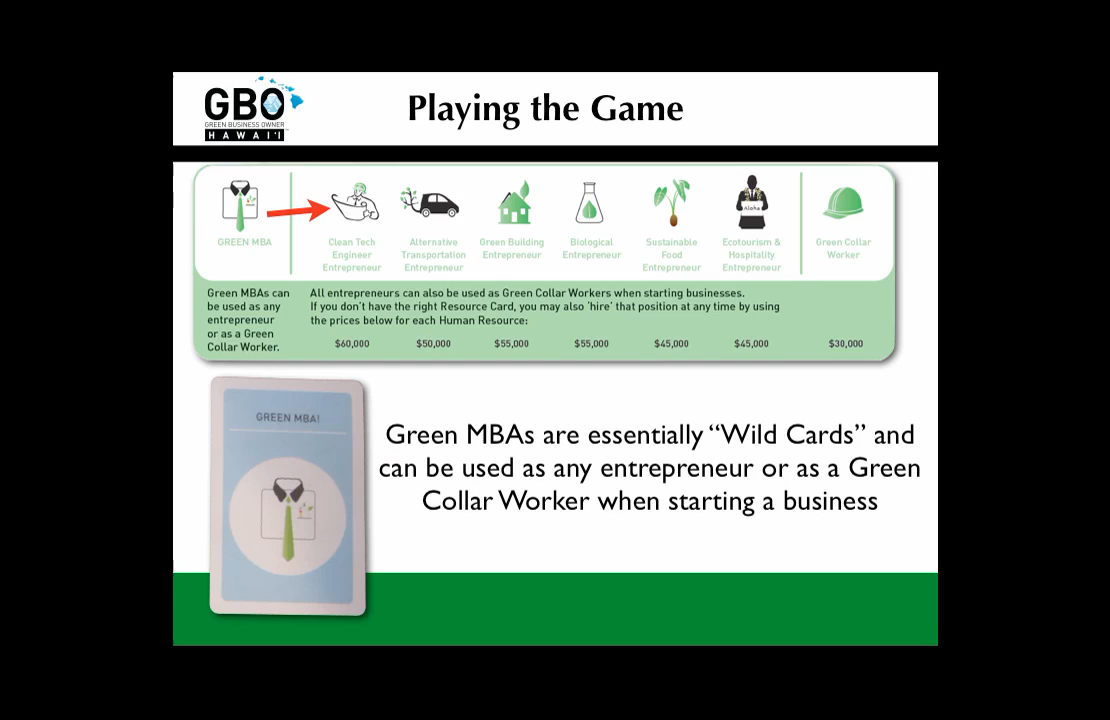 GBO
GREEN BUSINESS OWNER
HAWAI'I
Playing the Game
GREEN MBA
Clean Tech
Engineer
Entrepreneur
Alternative
Transportation
Entrepreneur
Green Building
Entrepreneur
Biological
Entrepreneur
Sustainable
Food
Entrepreneur
Aloha
Ecotourism &
Hospitality
Entrepreneur
Green Collar
Worker
Green MBAs can
be used as any
entrepreneur
or as a Green
Collar Worker.
All entrepreneurs can also be used as Green Collar Workers when starting businesses.
If you don't have the right Resource Card, you may also 'hire' that position at any time by using
the prices below for each Human Resource:
$60,000
$50,000
$55,000
$55,000
$45,000
$45,000
$30,000
GREEN MBA!
Green MBAs are essentially “Wild Cards” and
can be used as any entrepreneur or as a Green
Collar Worker when starting a business